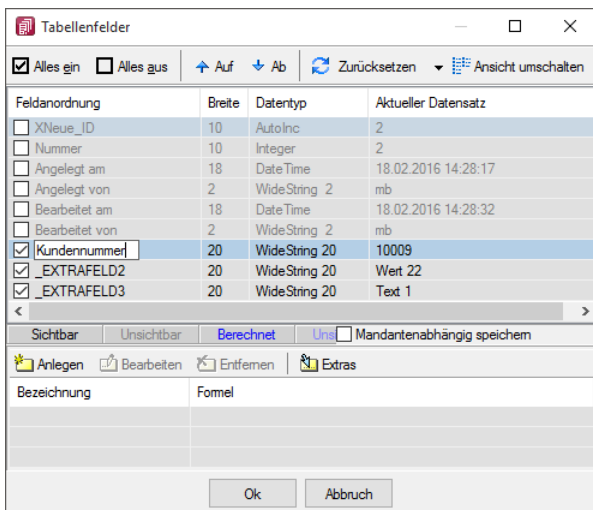 Tabellenfelder
Alles ein Alles aus Auf Ab Zurücksetzen Ansicht umschalten
Feldanordnung Breite Datentyp Aktueller Datensatz
XNeue_ID 10 AutoInc 2
Nummer 10 Integer 2
Angelegt am 18 DateTime 18.02.2016 14:28:17
Angelegt von 2 WideString 2 mb
Bearbeitet am 18 DateTime 18.02.2016 14:28:32
Bearbeitet von 2 WideString 2 mb
Kundennummer 20 WideString 20 10009
_EXTRAFELD2 20 WideString 20 Wert 22
_EXTRAFELD3 20 WideString 20 Text 1
Sichtbar Unsichtbar Berechnet Uns Mandantenabhängig speichern
Anlegen Bearbeiten Entfernen Extras
Bezeichnung Formel
Ok Abbruch